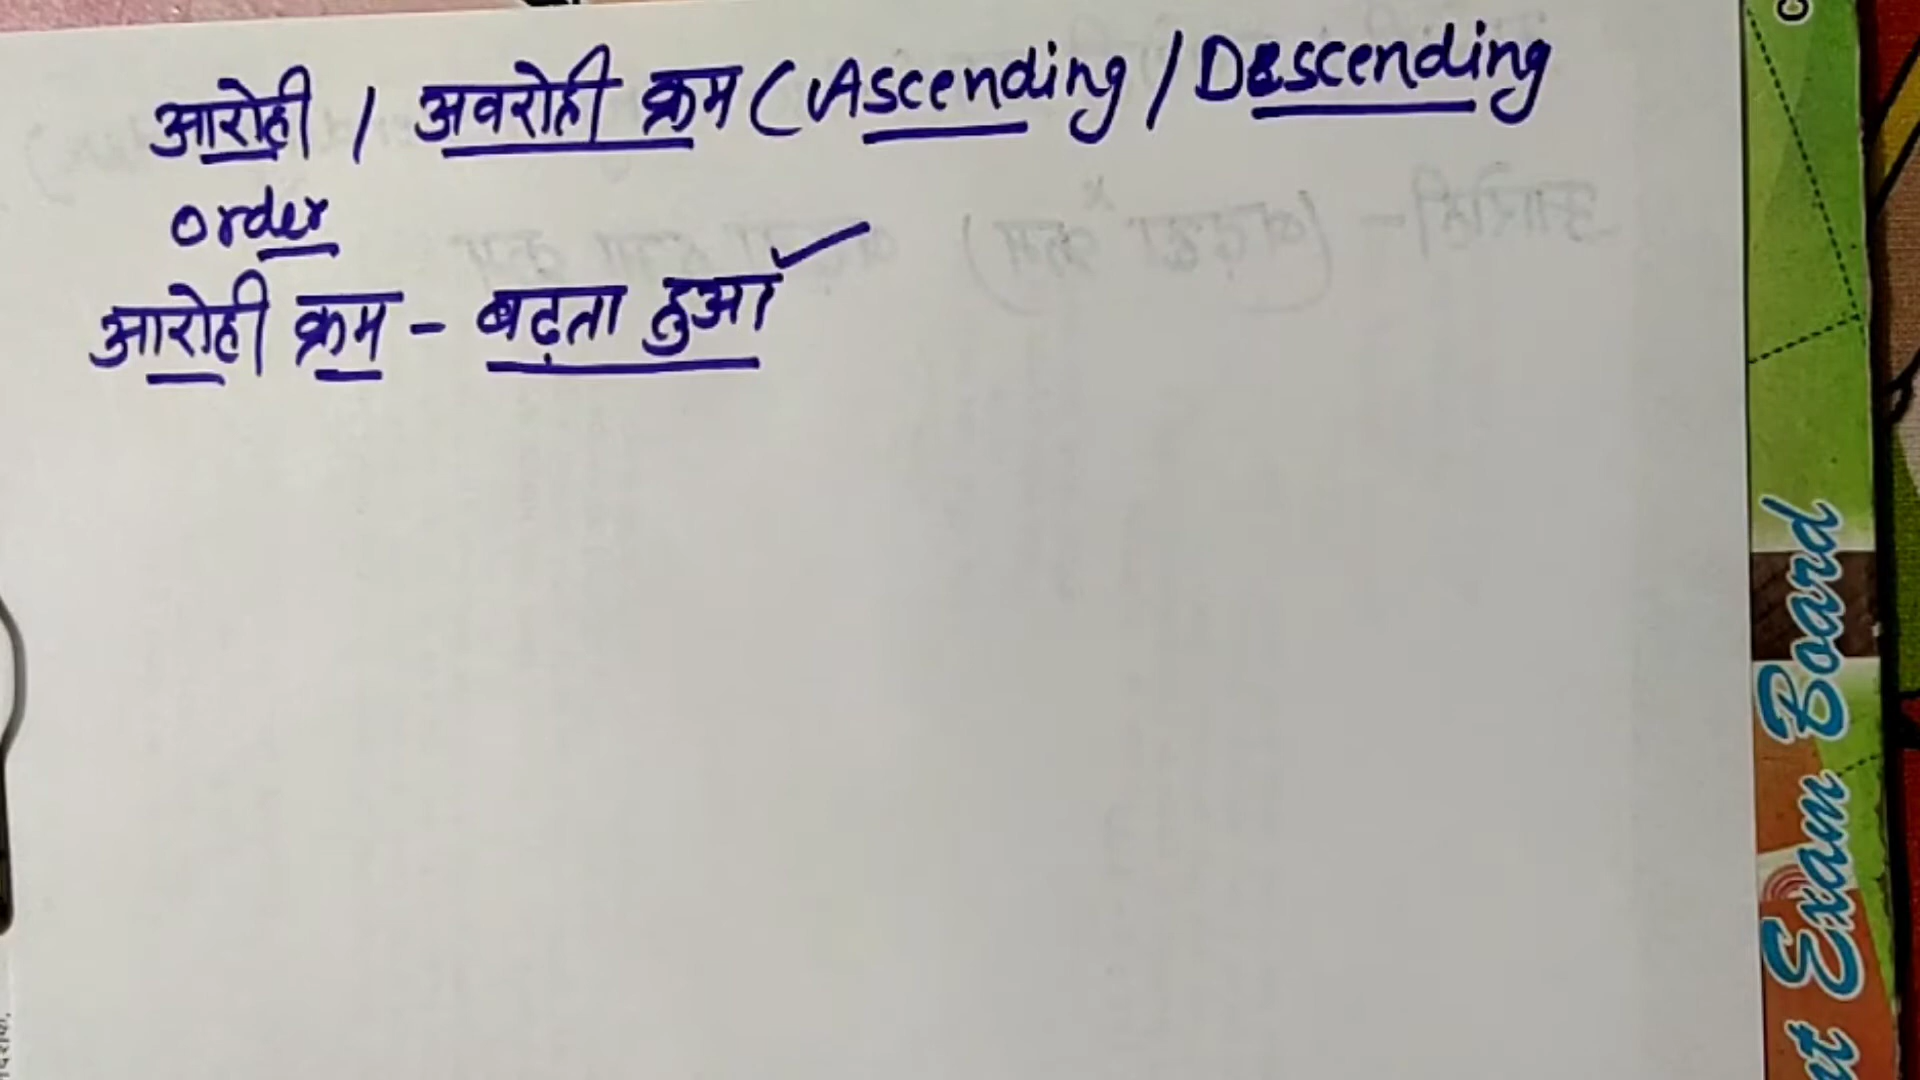 आरोही / अवरोही क्रम (Ascending / Descending
order
आरोही क्रम - बढ़ता हुआ
Exam Board